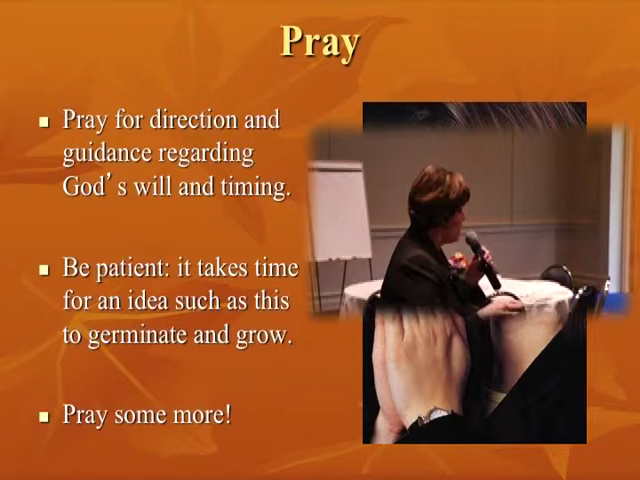 Pray
Pray for direction and
guidance regarding
God’s will and timing.
Be patient: it takes time
for an idea such as this
to germinate and grow.
Pray some more!